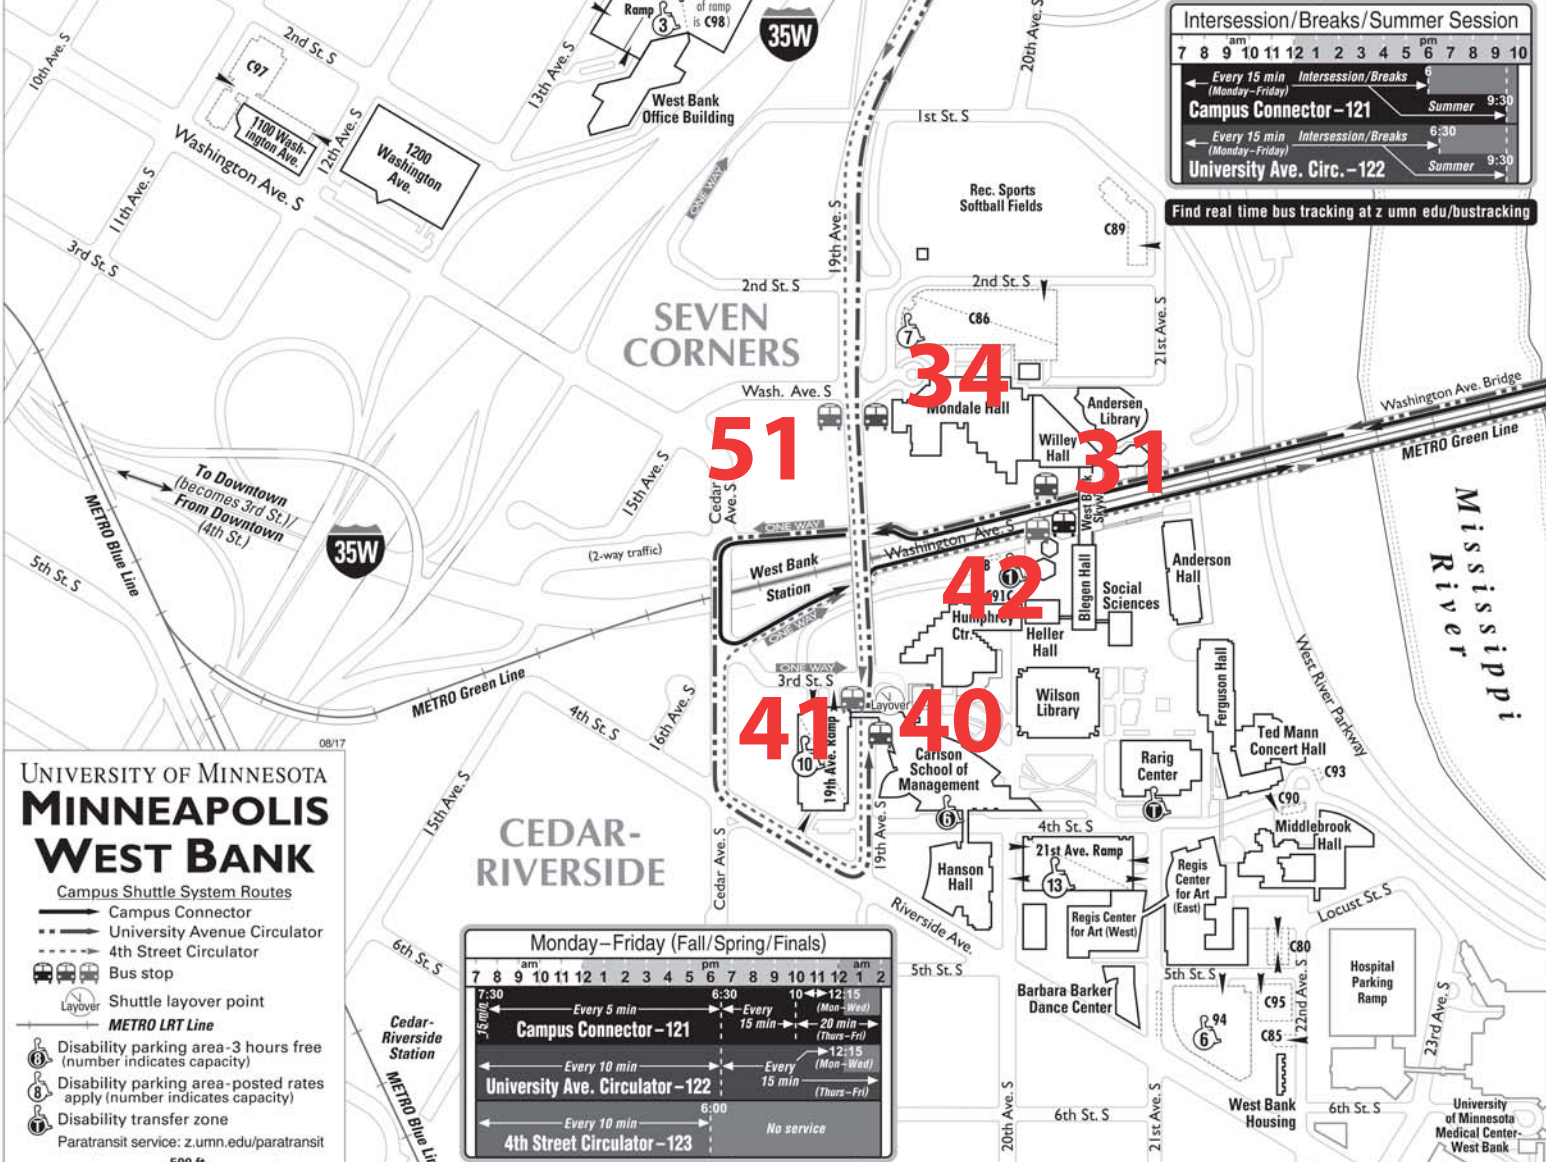 10th Ave. S
2nd St. S
C97
1100 Wash-
ington Ave.
Washington Ave. S
12th Ave. S
11th Ave. S
3rd St. S
1200
Washington
Ave.
13th Ave. S
Ramp
3
of ramp
is C98)
35W
West Bank
Office Building
ONE WAY
20th Ave. S
1st St. S
Rec. Sports
Softball Fields
C89
19th Ave. S
2nd St. S
2nd St. S
21st Ave. S
C86
7
SEVEN
CORNERS
Wash. Ave. S
Intersession/Breaks/Summer Session
am
pm
7 8 9 10 11 12 1 2 3 4 5 6 7 8 9 10
Every 15 min
(Monday–Friday)
Intersession/Breaks
6
Summer
9:30
Campus Connector–121
Every 15 min
(Monday–Friday)
Intersession/Breaks
6:30
Summer
9:30
University Ave. Circ.–122
Find real time bus tracking at z umn edu/bustracking
34
Mondale Hall
Andersen
Library
Willey
Hall
31
51
Washington Ave. Bridge
METRO Green Line
Mississippi
River
15th Ave. S
Cedar
Ave. S
ONE WAY
Washington Ave. S
(2-way traffic)
West Bank
Station
ONE WAY
To Downtown
(becomes 3rd St.)/
From Downtown
(4th St.)
35W
METRO Blue Line
5th St. S
METRO Green Line
42
1
Humphrey
Ctr.
Heller
Hall
Blegen Hall
Social
Sciences
Anderson
Hall
West River Parkway
ONE WAY
3rd St. S
Layover
41
40
10
19th Ave. Ramp
16th Ave. S
4th St. S
Wilson
Library
Ferguson Hall
Ted Mann
Concert Hall
Rarig
Center
T
C93
C90
Middlebrook
Hall
Carlson
School of
Management
6
4th St. S
21st Ave. Ramp
13
Hanson
Hall
Regis Center
for Art (West)
Regis
Center
for Art
(East)
Locust St. S
C80
19th Ave. S
Cedar Ave. S
15th Ave. S
CEDAR-
RIVERSIDE
Riverside Ave.
5th St. S
5th St. S
Barbara Barker
Dance Center
94
6
C95
C85
22nd Ave. S
Hospital
Parking
Ramp
23rd Ave. S
West Bank
Housing
6th St. S
6th St. S
20th Ave. S
21st Ave. S
University
of Minnesota
Medical Center-
West Bank
6th St. S
Cedar-
Riverside
Station
METRO Blue Lin
08/17
UNIVERSITY OF MINNESOTA
MINNEAPOLIS
WEST BANK
Campus Shuttle System Routes
Campus Connector
University Avenue Circulator
4th Street Circulator
Bus stop
Layover
Shuttle layover point
METRO LRT Line
8
Disability parking area-3 hours free
(number indicates capacity)
8
Disability parking area-posted rates
apply (number indicates capacity)
T
Disability transfer zone
Paratransit service: z.umn.edu/paratransit
Monday–Friday (Fall/Spring/Finals)
am
pm
am
7 8 9 10 11 12 1 2 3 4 5 6 7 8 9 10 11 12 1 2
7:30
15 min
Every 5 min
6:30
Every
15 min
10
12:15
(Mon–Wed)
20 min
(Thurs–Fri)
Campus Connector–121
Every 10 min
Every
15 min
12:15
(Mon–Wed)
(Thurs–Fri)
University Ave. Circulator–122
Every 10 min
6:00
No service
4th Street Circulator–123